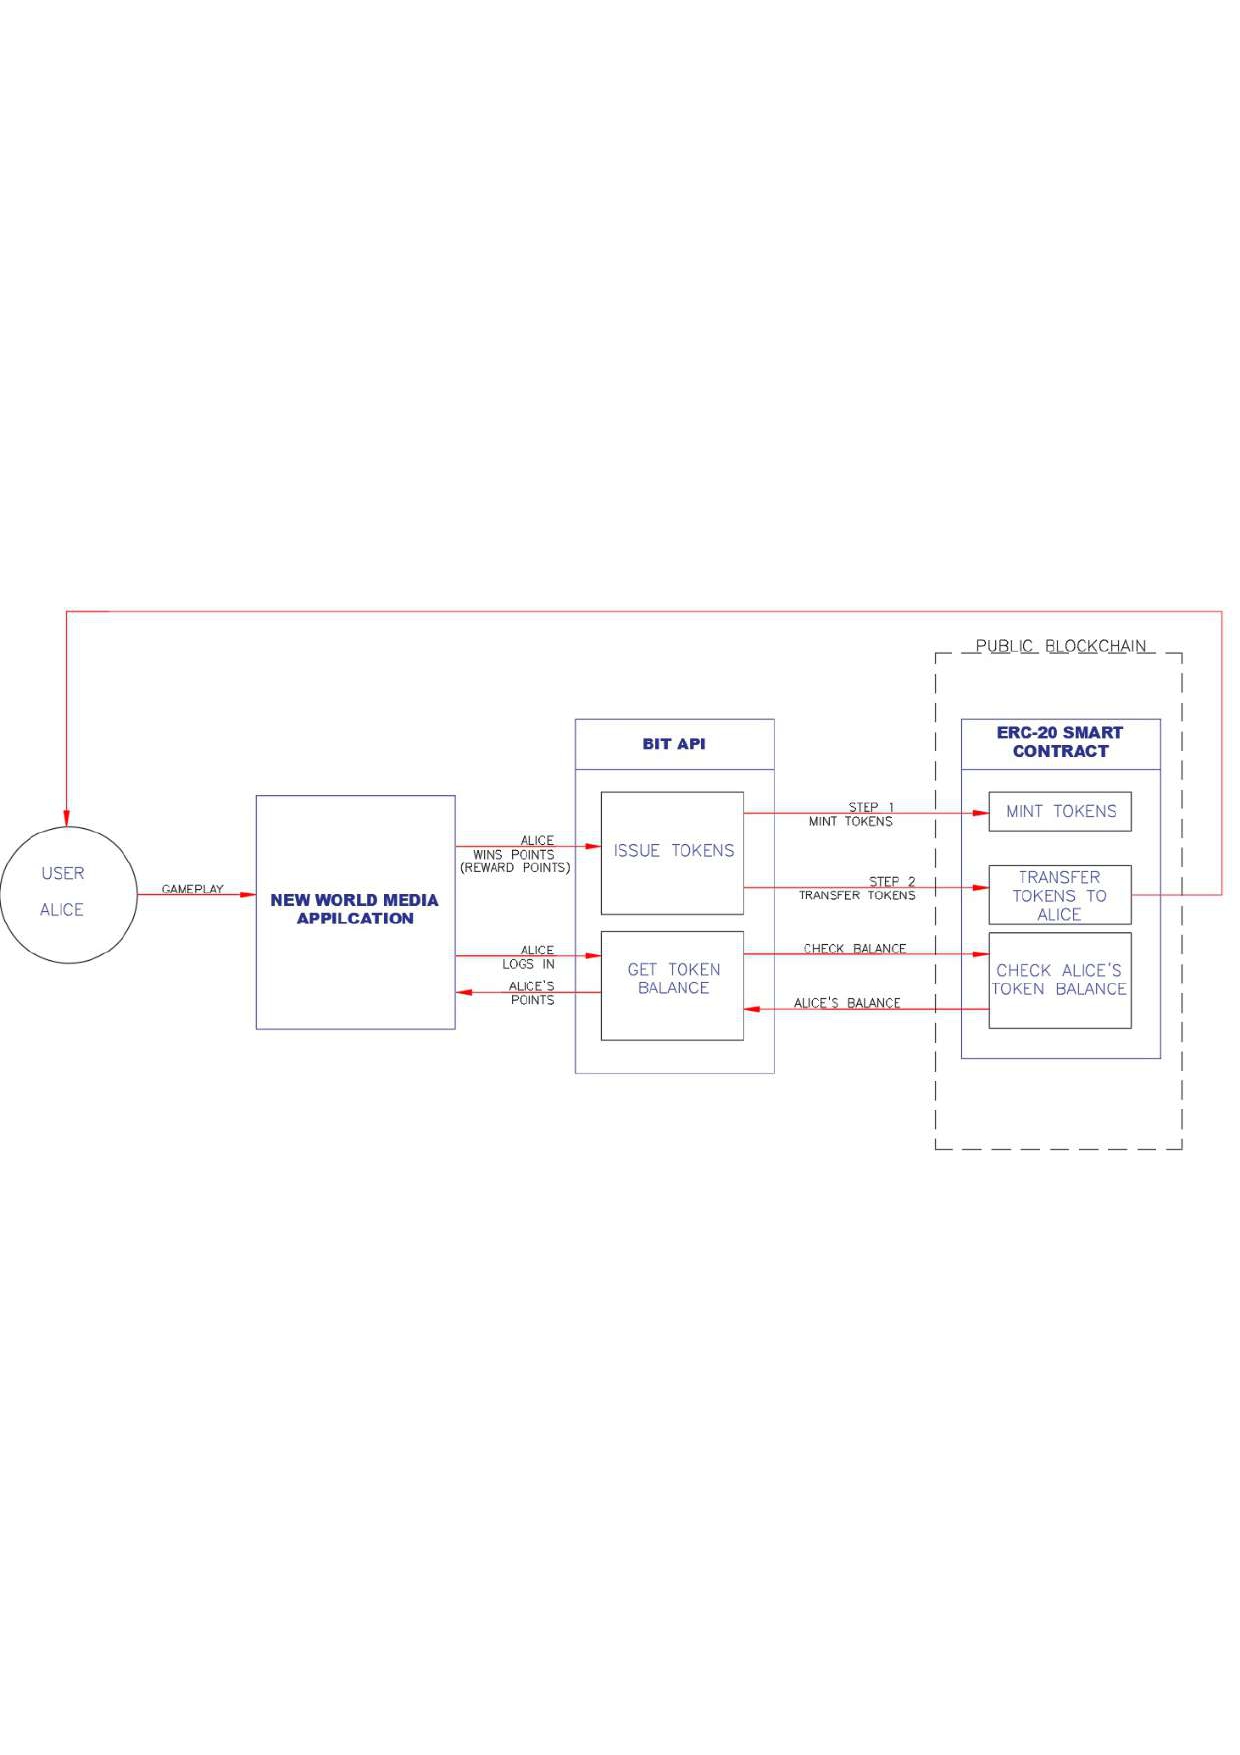 PUBLIC BLOCKCHAIN
BIT API
ERC-20 SMART
CONTRACT
USER
ALICE
GAMEPLAY
NEW WORLD MEDIA
APPILCATION
ALICE
WINS POINTS
(REWARD POINTS)
ISSUE TOKENS
STEP 1
MINT TOKENS
MINT TOKENS
STEP 2
TRANSFER TOKENS
TRANSFER
TOKENS TO
ALICE
ALICE
LOGS IN
ALICE'S
POINTS
GET TOKEN
BALANCE
CHECK BALANCE
ALICE'S BALANCE
CHECK ALICE'S
TOKEN BALANCE